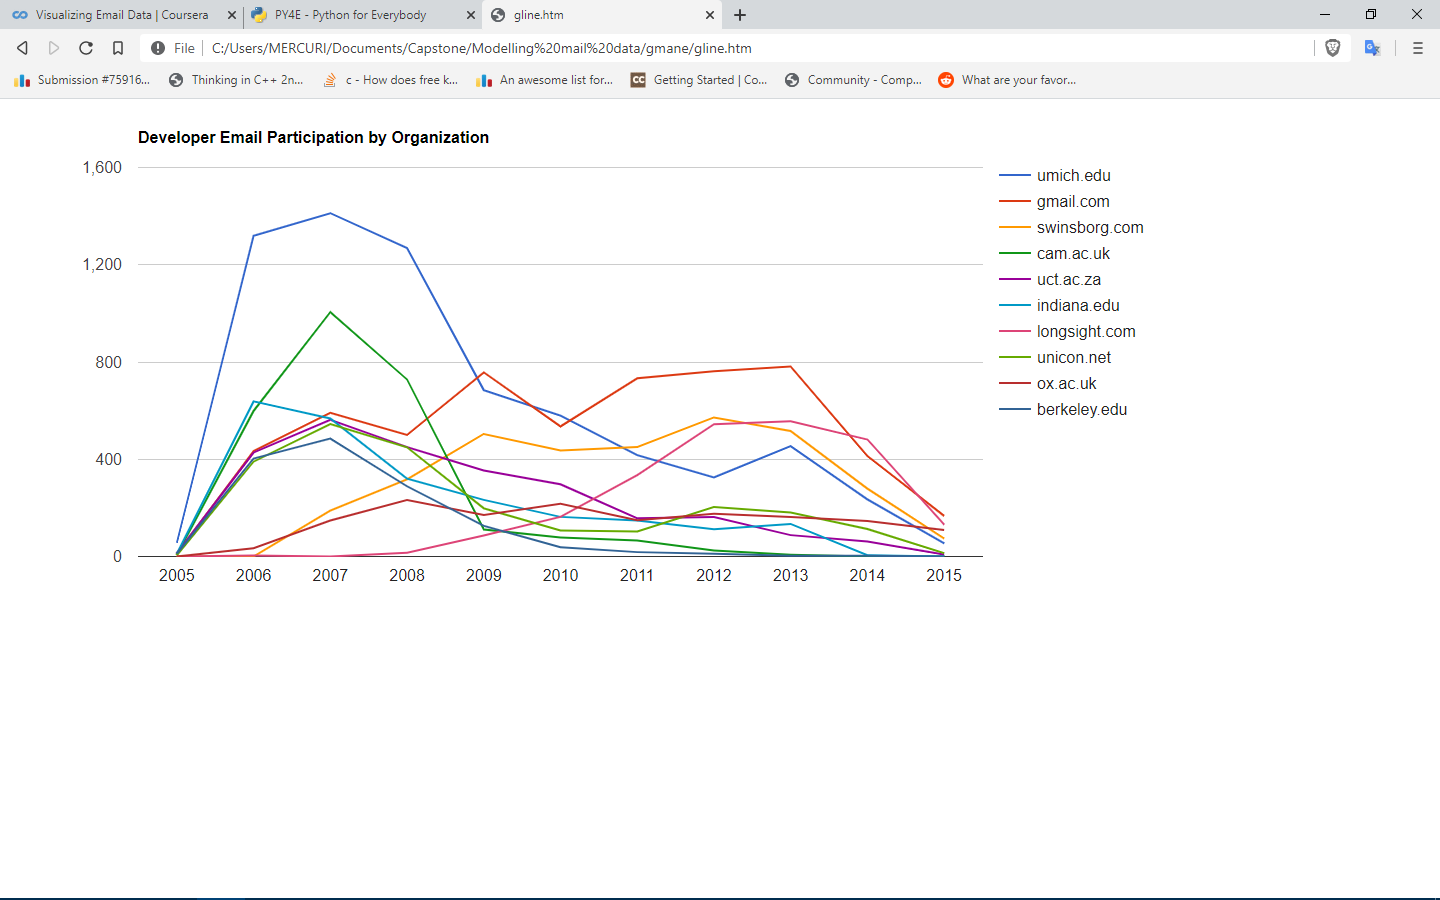 Visualizing Email Data | Coursera
PY4E - Python for Everybody
gline.htm
File
C:/Users/MERCURI/Documents/Capstone/Modelling%20mail%20data/gmane/gline.htm
Submission #75916...
Thinking in C++ 2n...
c - How does free k...
An awesome list for...
CC
Getting Started | Co...
Community - Comp...
What are your favor...
Developer Email Participation by Organization
1,600
1,200
800
400
0
2005 2006 2007 2008 2009 2010 2011 2012 2013 2014 2015
umich.edu
gmail.com
swinsborg.com
cam.ac.uk
uct.ac.za
indiana.edu
longsight.com
unicon.net
ox.ac.uk
berkeley.edu